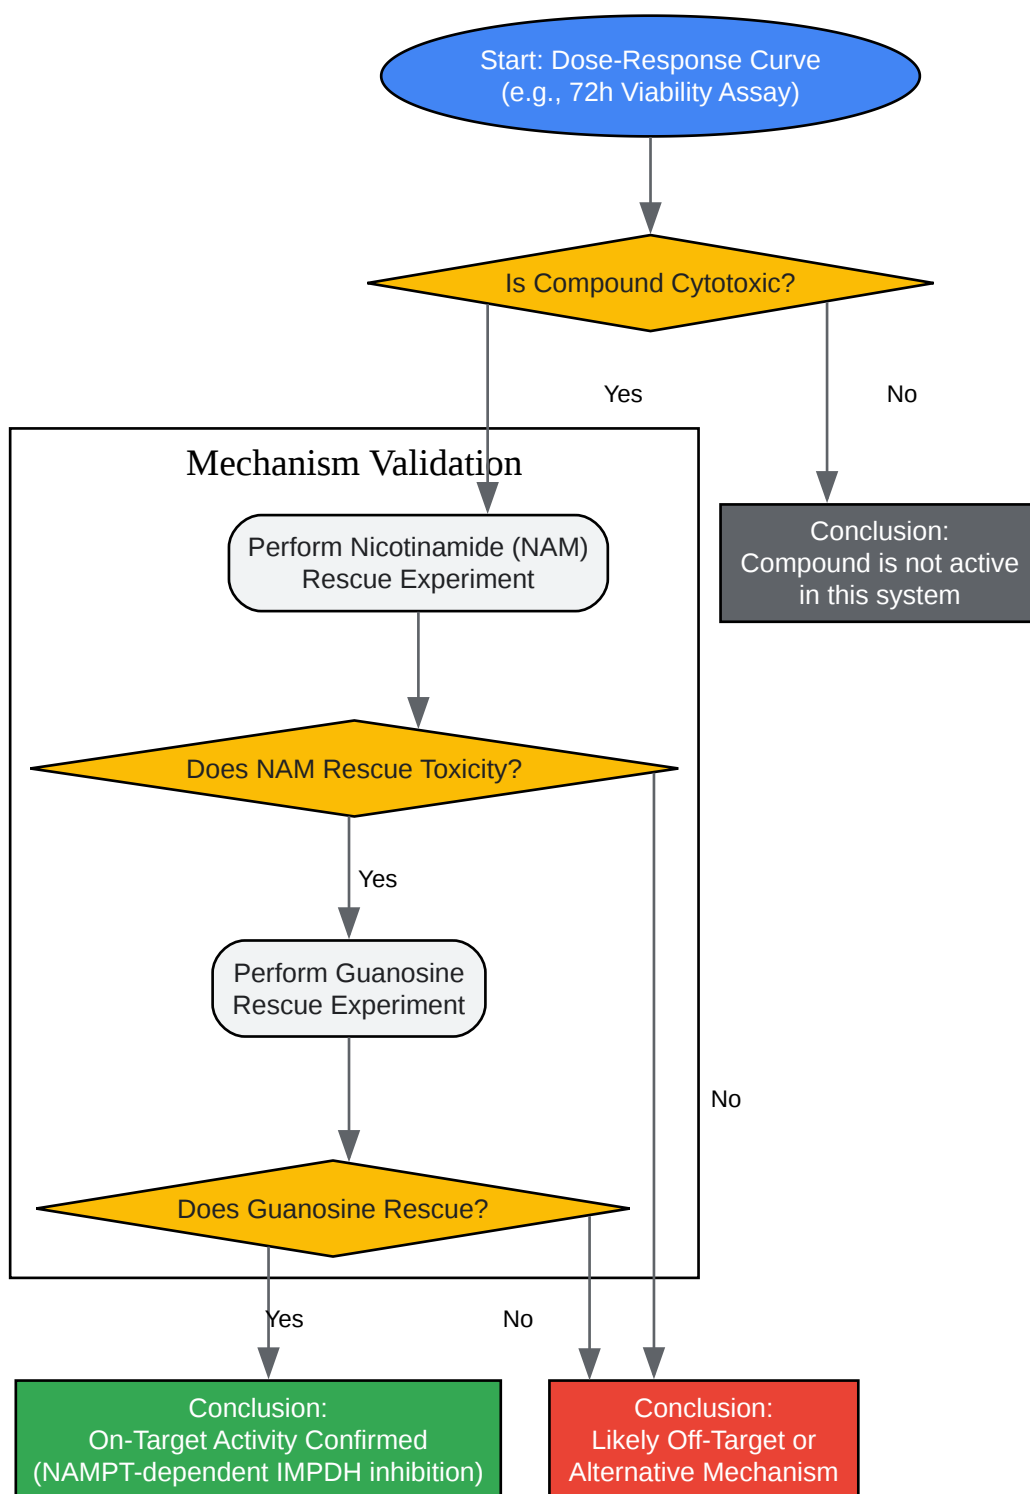 Start: Dose-Response Curve
(e.g., 72h Viability Assay)
Is Compound Cytotoxic?
Yes
No
Mechanism Validation
Perform Nicotinamide (NAM)
Rescue Experiment
Conclusion:
Compound is not active
in this system
Does NAM Rescue Toxicity?
Yes
Perform Guanosine
Rescue Experiment
No
Does Guanosine Rescue?
Yes
No
Conclusion:
On-Target Activity Confirmed
(NAMPT-dependent IMPDH inhibition)
Conclusion:
Likely Off-Target or
Alternative Mechanism